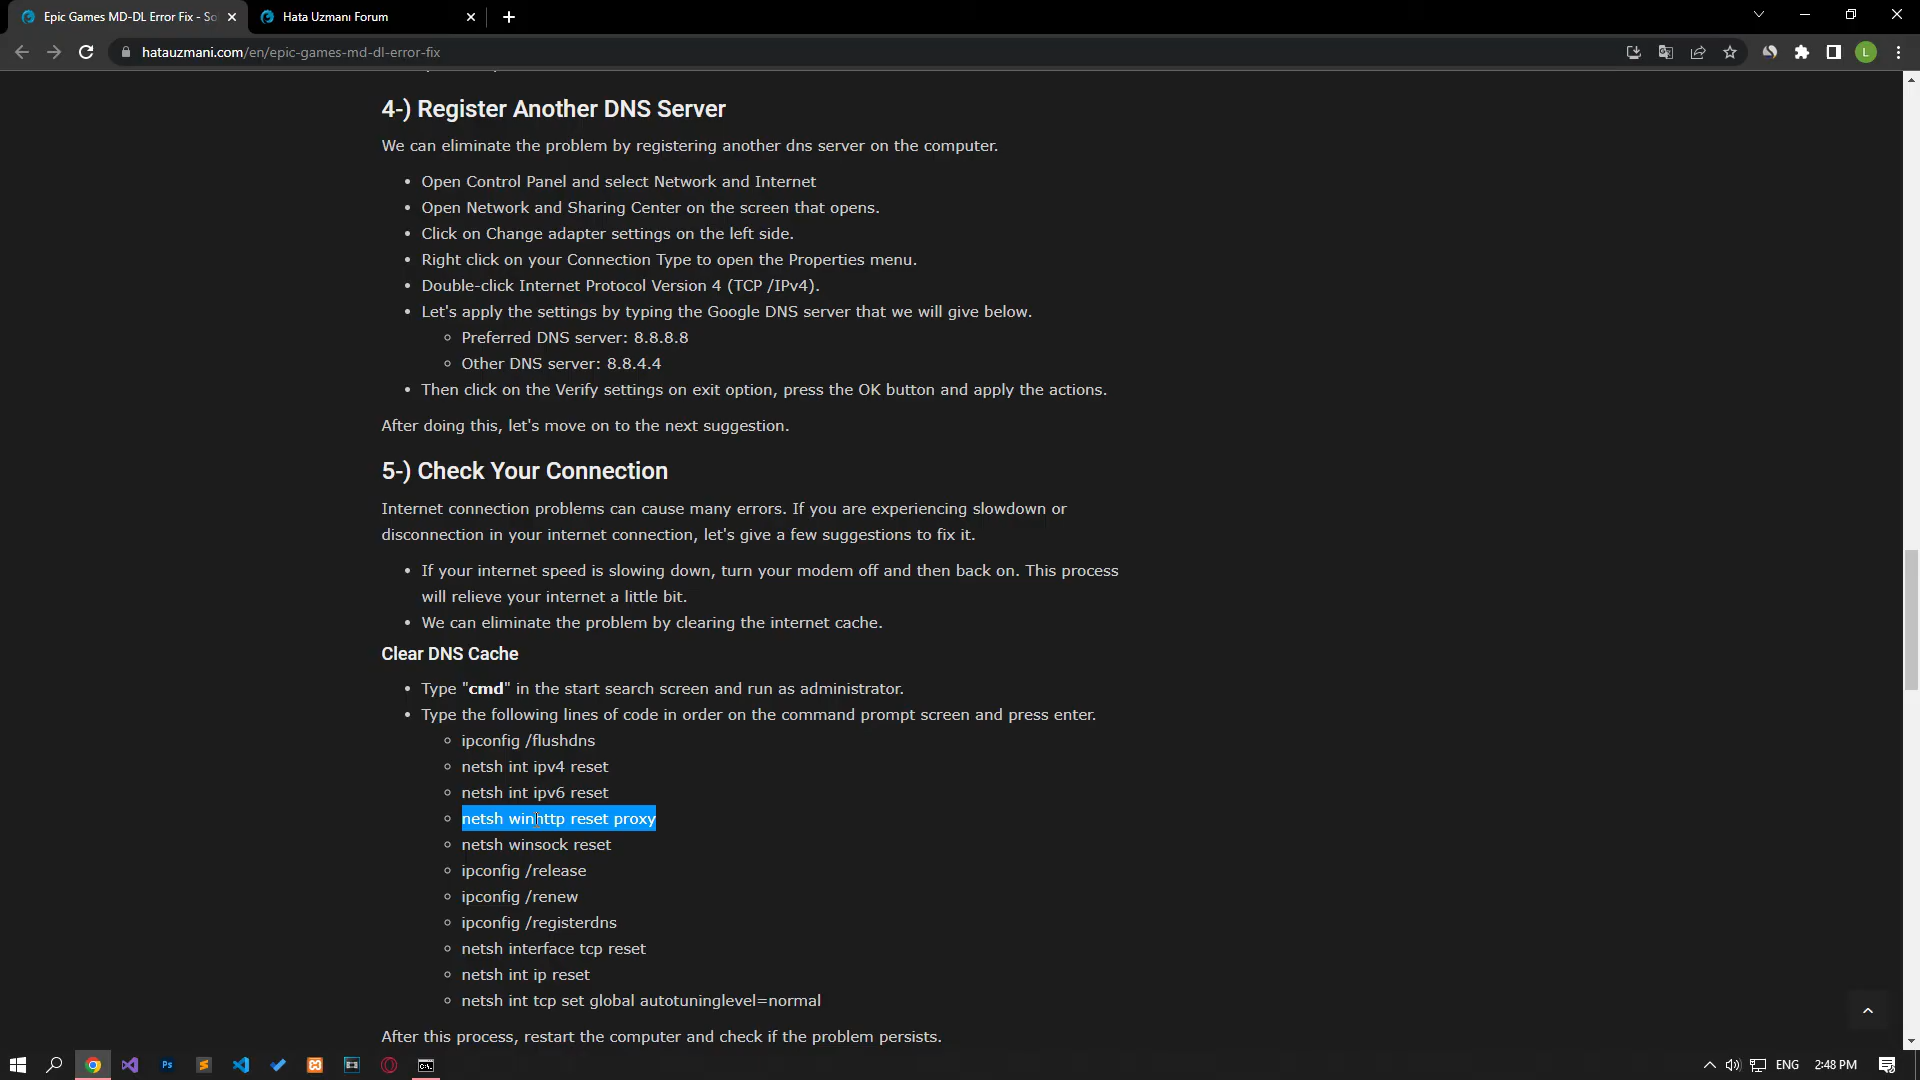 Epic Games MD-DL Error Fix - So
Hata Uzmanı Forum
hatauzmani.com/en/epic-games-md-dl-error-fix
L
4-) Register Another DNS Server
We can eliminate the problem by registering another dns server on the computer.
Open Control Panel and select Network and Internet
Open Network and Sharing Center on the screen that opens.
Click on Change adapter settings on the left side.
Right click on your Connection Type to open the Properties menu.
Double-click Internet Protocol Version 4 (TCP /IPv4).
Let's apply the settings by typing the Google DNS server that we will give below.
Preferred DNS server: 8.8.8.8
Other DNS server: 8.8.4.4
Then click on the Verify settings on exit option, press the OK button and apply the actions.
After doing this, let's move on to the next suggestion.
5-) Check Your Connection
Internet connection problems can cause many errors. If you are experiencing slowdown or
disconnection in your internet connection, let's give a few suggestions to fix it.
If your internet speed is slowing down, turn your modem off and then back on. This process
will relieve your internet a little bit.
We can eliminate the problem by clearing the internet cache.
Clear DNS Cache
Type "cmd" in the start search screen and run as administrator.
Type the following lines of code in order on the command prompt screen and press enter.
ipconfig /flushdns
netsh int ipv4 reset
netsh int ipv6 reset
netsh winhttp reset proxy
netsh winsock reset
ipconfig /release
ipconfig /renew
ipconfig /registerdns
netsh interface tcp reset
netsh int ip reset
netsh int tcp set global autotuninglevel=normal
After this process, restart the computer and check if the problem persists.
Ps
ENG
2:48 PM